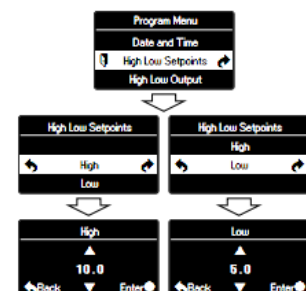 Program Menu
Date and Time
High Low Setpoints
High Low Output
High Low Setpoints
High
Low
High Low Setpoints
High
Low
High
10.0
Back Enter
Low
5.0
Back Enter